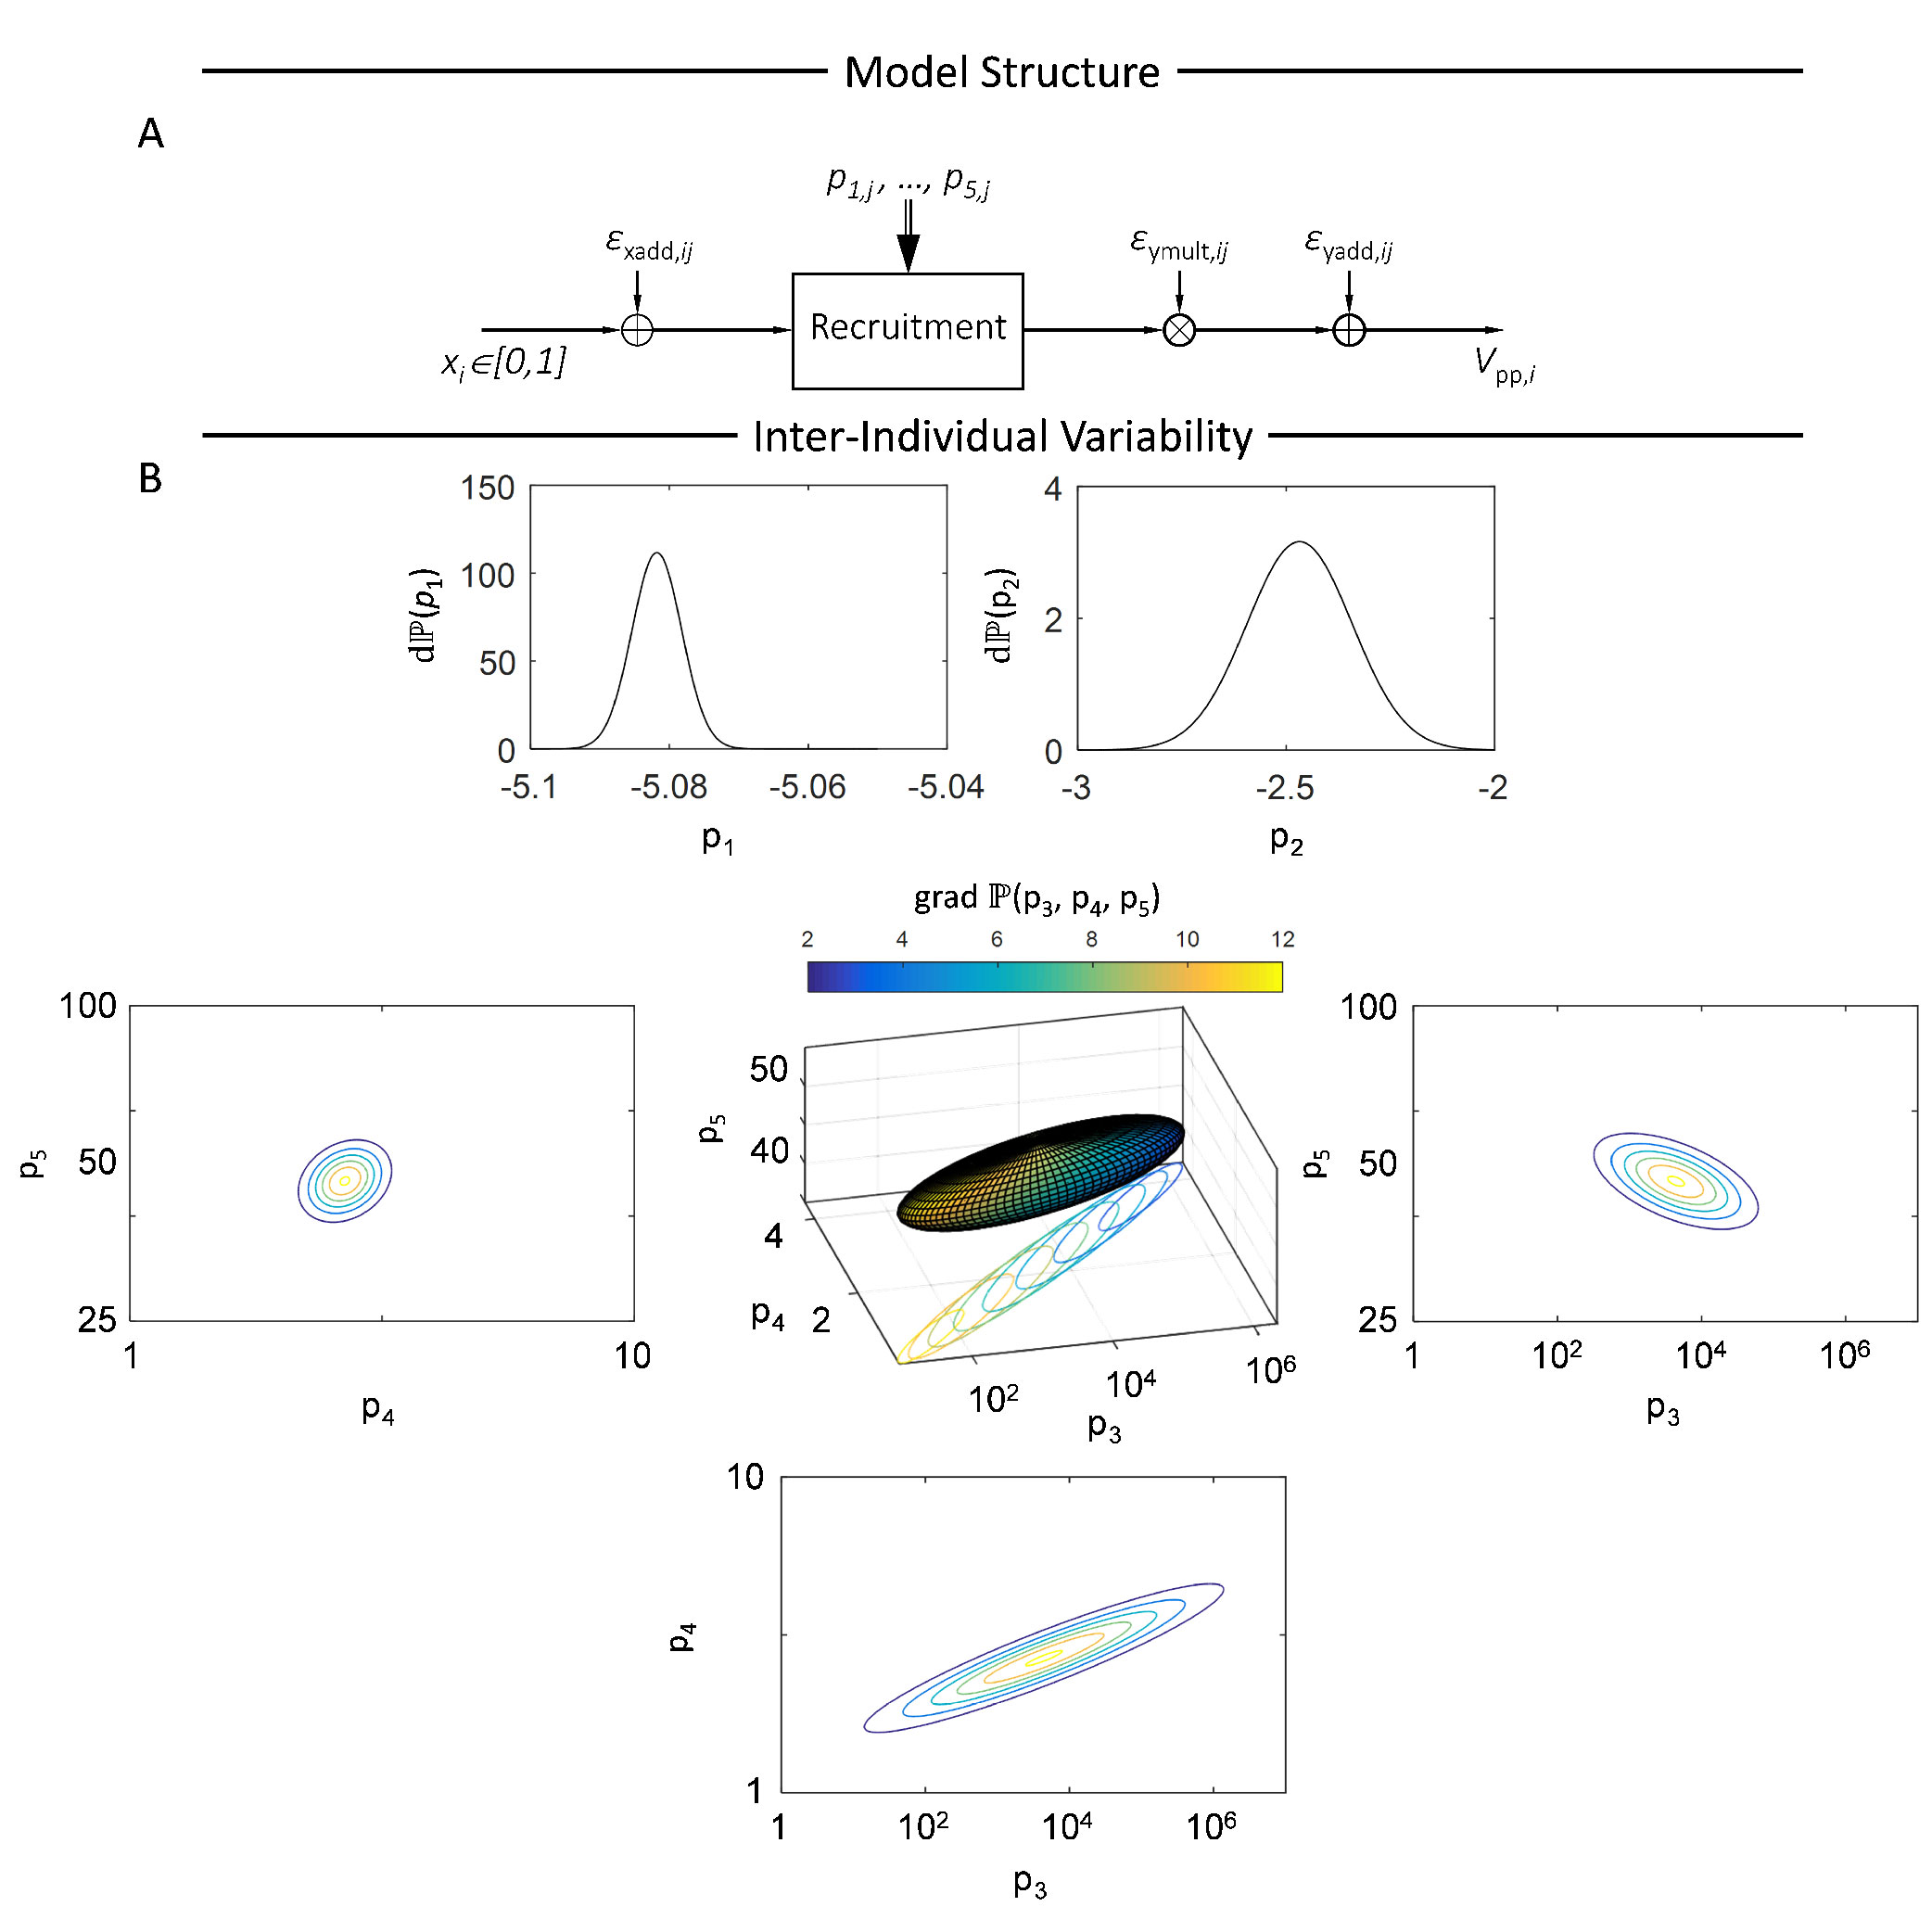 Model Structure
A
p1,j, ..., p5,j
εxadd,ij
εymult,ij
εyadd,ij
Recruitment
xi∈[0,1]
Vpp,i
Inter-Individual Variability
B
150
100
50
0
dℙ(p1)
-5.1 -5.08 -5.06 -5.04
p1
4
2
0
dℙ(p2)
-3 -2.5 -2
p2
grad ℙ(p3, p4, p5)
2 4 6 8 10 12
100
50
25
p5
1 10
p4
50
40
p5
4
2
p4
10² 10⁴ 10⁶
p3
100
50
25
p5
1 10² 10⁴ 10⁶
p3
10
1
p4
1 10² 10⁴ 10⁶
p3